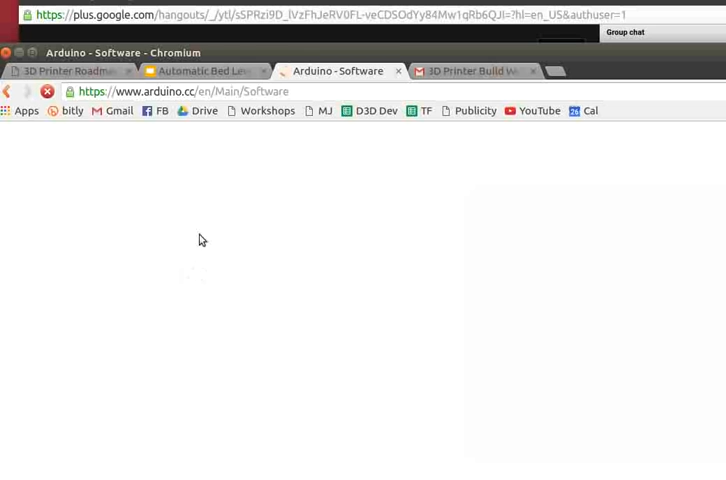 https://plus.google.com/hangouts/_/ytl/sSPRzi9D_lVzFhJeRV0FL-veCDSOdYy84Mw1qRb6QJI=?hl=en_US&authuser=1
Group chat
Arduino - Software - Chromium
3D Printer Roadma
Automatic Bed Lev
Arduino - Software
3D Printer Build W
https://www.arduino.cc/en/Main/Software
Apps bitly Gmail FB Drive Workshops MJ D3D Dev TF Publicity YouTube 26 Cal